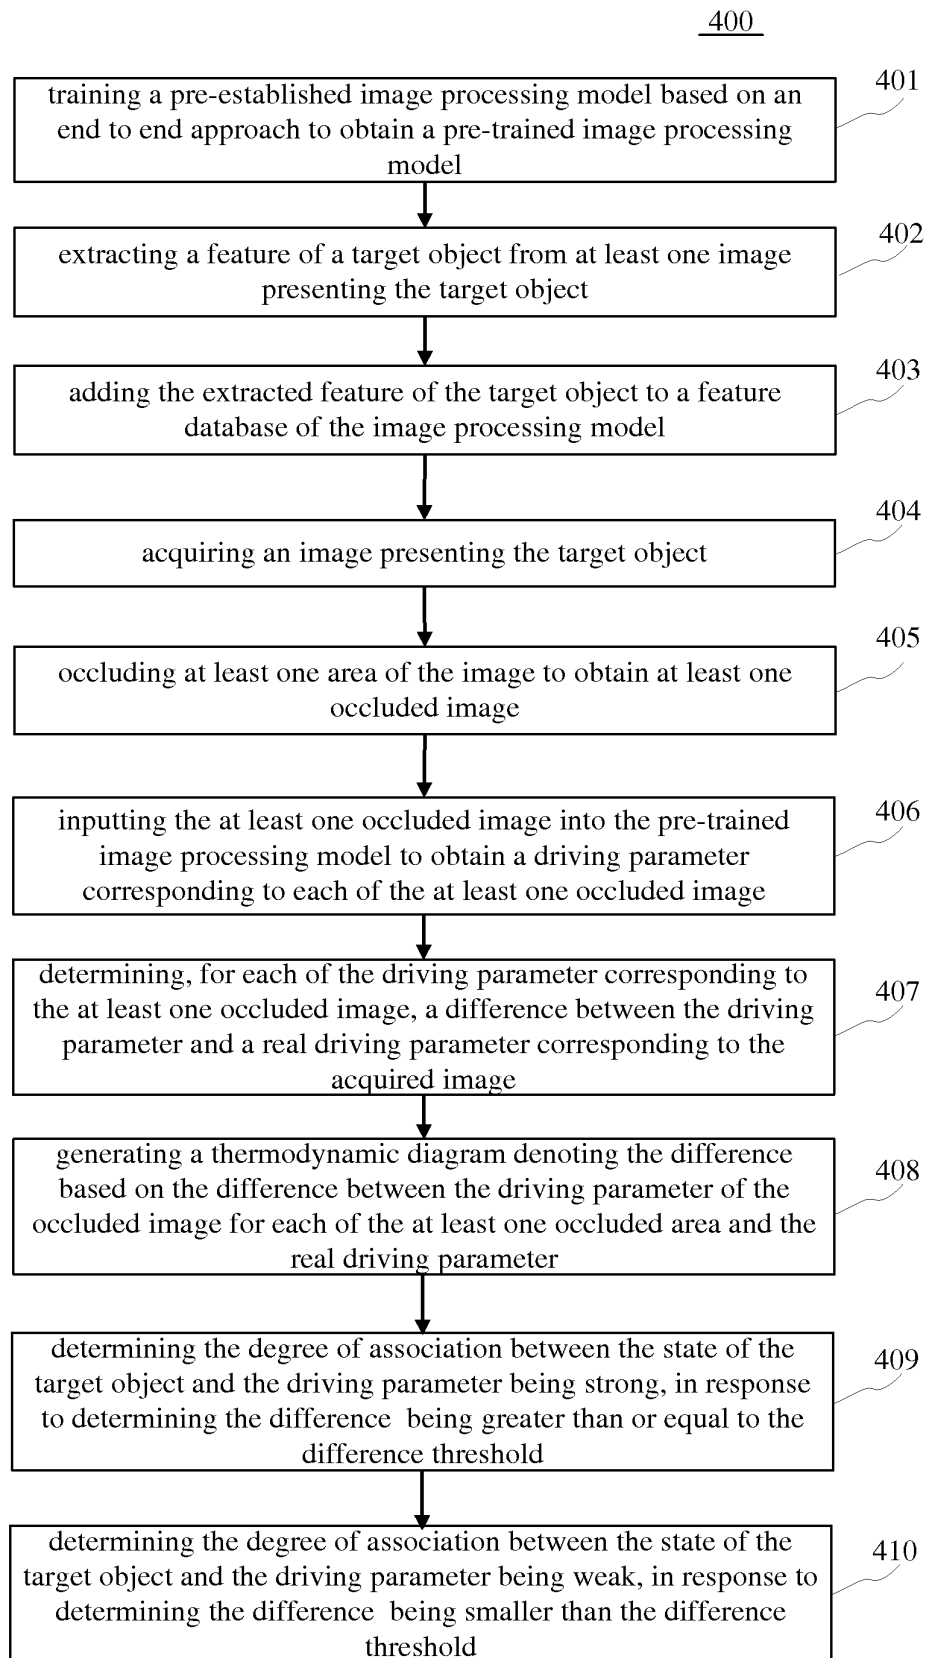 400
401
training a pre-established image processing model based on an
end to end approach to obtain a pre-trained image processing
model
402
extracting a feature of a target object from at least one image
presenting the target object
403
adding the extracted feature of the target object to a feature
database of the image processing model
404
acquiring an image presenting the target object
405
occluding at least one area of the image to obtain at least one
occluded image
406
inputting the at least one occluded image into the pre-trained
image processing model to obtain a driving parameter
corresponding to each of the at least one occluded image
407
determining, for each of the driving parameter corresponding to
the at least one occluded image, a difference between the driving
parameter and a real driving parameter corresponding to the
acquired image
408
generating a thermodynamic diagram denoting the difference
based on the difference between the driving parameter of the
occluded image for each of the at least one occluded area and the
real driving parameter
409
determining the degree of association between the state of the
target object and the driving parameter being strong, in response
to determining the difference being greater than or equal to the
difference threshold
410
determining the degree of association between the state of the
target object and the driving parameter being weak, in response to
determining the difference being smaller than the difference
threshold